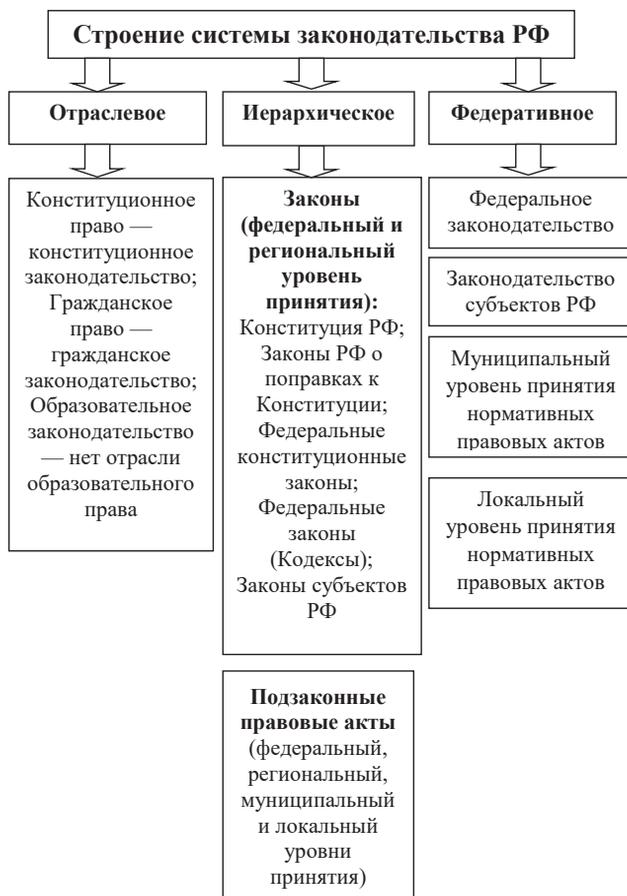 Строение системы законодательства РФ
Отраслевое
Иерархическое
Федеративное
Конституционное
право —
конституционное
законодательство;
Гражданское
право —
гражданское
законодательство;
Образовательное
законодательство
— нет отрасли
образовательного
права
Законы
(федеральный и
региональный
уровень
принятия):
Конституция РФ;
Законы РФ о
поправках к
Конституции;
Федеральные
конституционные
законы;
Федеральные
законы
(Кодексы);
Законы субъектов
РФ
Подзаконные
правовые акты
(федеральный,
региональный,
муниципальный
и локальный
уровни
принятия)
Федеральное
законодательство
Законодательство
субъектов РФ
Муниципальный
уровень принятия
нормативных
правовых актов
Локальный
уровень принятия
нормативных
правовых актов